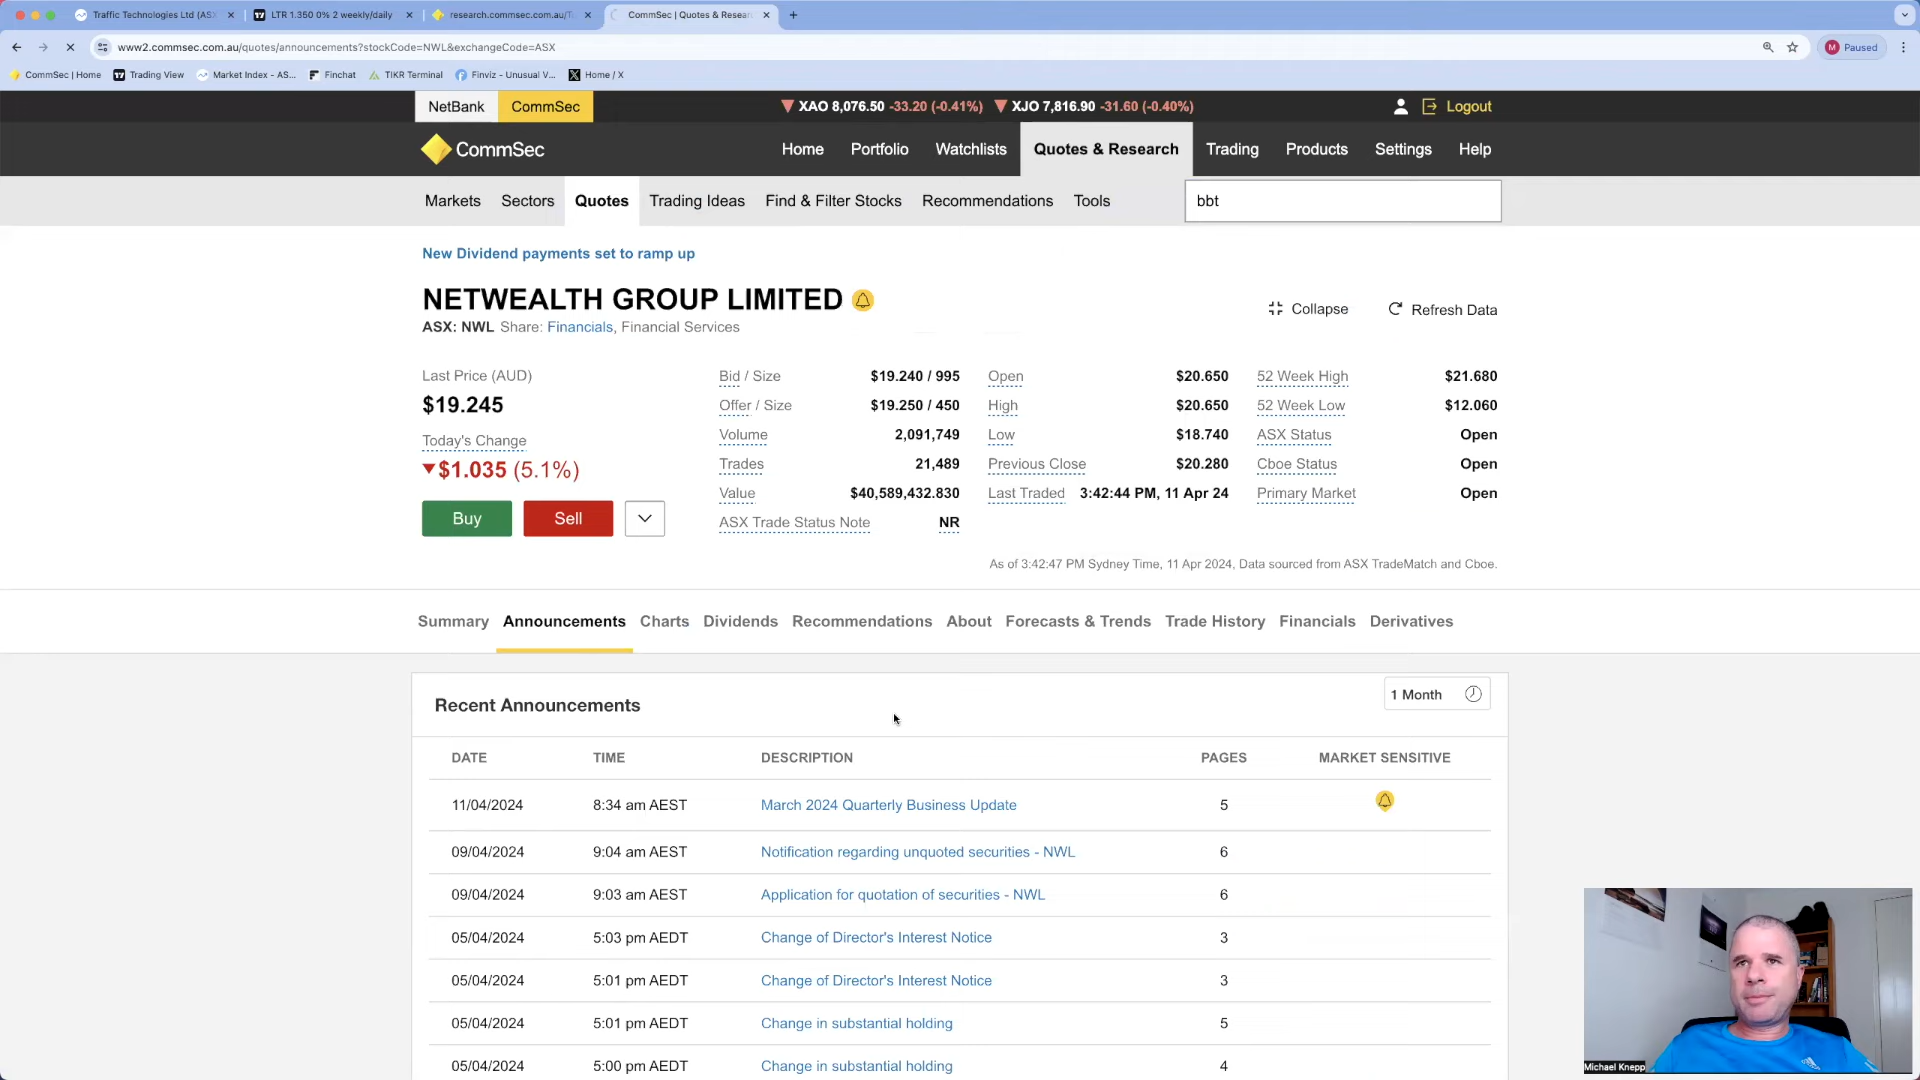 Traffic Technologies Ltd (ASX
LTR 1.350 0% 2 weekly/daily
research.commsec.com.au/T
CommSec | Quotes & Resear
www2.commsec.com.au/quotes/announcements?stockCode=NWL&exchangeCode=ASX
M Paused
CommSec | Home
Trading View
Market Index - AS...
Finchat
TIKR Terminal
Finviz - Unusual V...
Home / X
NetBank
CommSec
XAO 8,076.50 -33.20 (-0.41%)
XJO 7,816.90 -31.60 (-0.40%)
Logout
CommSec
Home
Portfolio
Watchlists
Quotes & Research
Trading
Products
Settings
Help
Markets
Sectors
Quotes
Trading Ideas
Find & Filter Stocks
Recommendations
Tools
bbt
New Dividend payments set to ramp up
NETWEALTH GROUP LIMITED
Collapse
Refresh Data
ASX: NWL Share: Financials, Financial Services
Last Price (AUD)
$19.245
Today's Change
$1.035 (5.1%)
Buy
Sell
Bid / Size $19.240 / 995
Offer / Size $19.250 / 450
Volume 2,091,749
Trades 21,489
Value $40,589,432.830
ASX Trade Status Note NR
Open $20.650
High $20.650
Low $18.740
Previous Close $20.280
Last Traded 3:42:44 PM, 11 Apr 24
52 Week High $21.680
52 Week Low $12.060
ASX Status Open
Cboe Status Open
Primary Market Open
As of 3:42:47 PM Sydney Time, 11 Apr 2024, Data sourced from ASX TradeMatch and Cboe.
Summary
Announcements
Charts
Dividends
Recommendations
About
Forecasts & Trends
Trade History
Financials
Derivatives
Recent Announcements
1 Month
DATE TIME DESCRIPTION PAGES MARKET SENSITIVE
11/04/2024 8:34 am AEST March 2024 Quarterly Business Update 5
09/04/2024 9:04 am AEST Notification regarding unquoted securities - NWL 6
09/04/2024 9:03 am AEST Application for quotation of securities - NWL 6
05/04/2024 5:03 pm AEDT Change of Director's Interest Notice 3
05/04/2024 5:01 pm AEDT Change of Director's Interest Notice 3
05/04/2024 5:01 pm AEDT Change in substantial holding 5
05/04/2024 5:00 pm AEDT Change in substantial holding 4
Michael Knepp